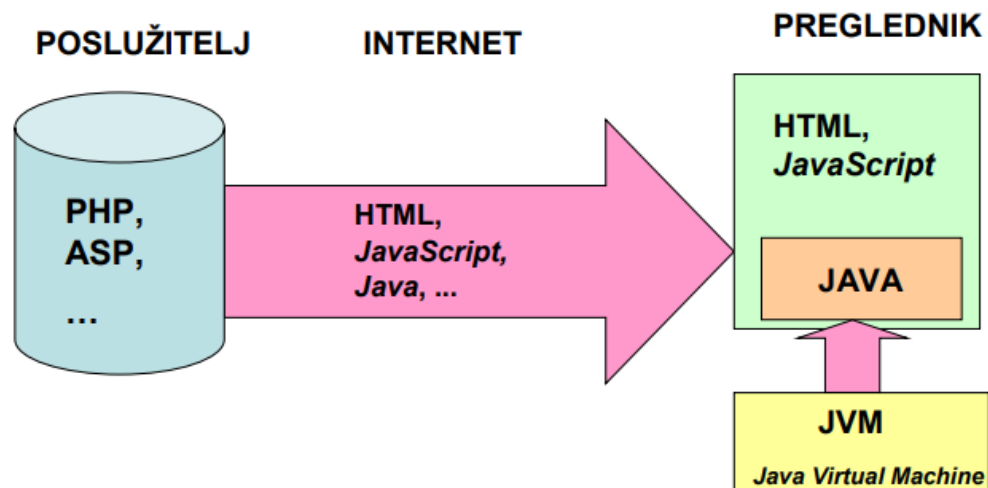 POSLUŽITELJ
INTERNET
PREGLEDNIK
PHP,
ASP,
...
HTML,
JavaScript,
Java, ...
HTML,
JavaScript
JAVA
JVM
Java Virtual Machine